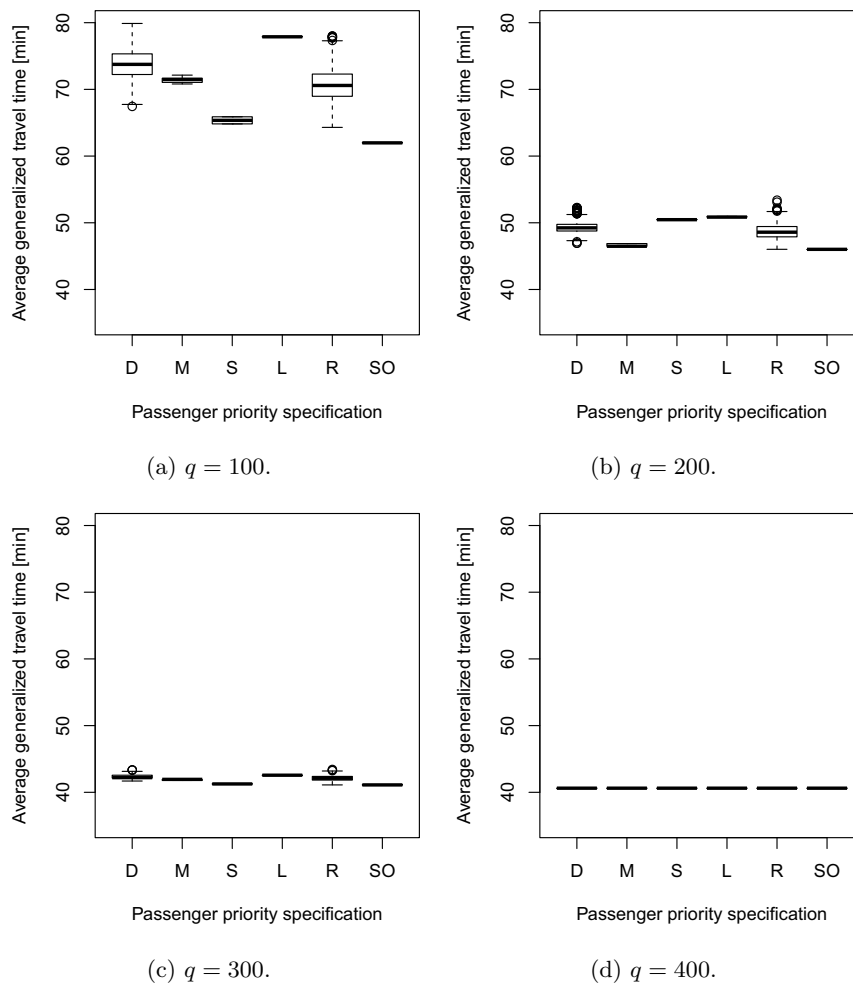 Average generalized travel time [min]
80
70
60
50
40
D M S L R SO
Passenger priority specification
(a) q = 100.
Average generalized travel time [min]
80
70
60
50
40
D M S L R SO
Passenger priority specification
(b) q = 200.
Average generalized travel time [min]
80
70
60
50
40
D M S L R SO
Passenger priority specification
(c) q = 300.
Average generalized travel time [min]
80
70
60
50
40
D M S L R SO
Passenger priority specification
(d) q = 400.